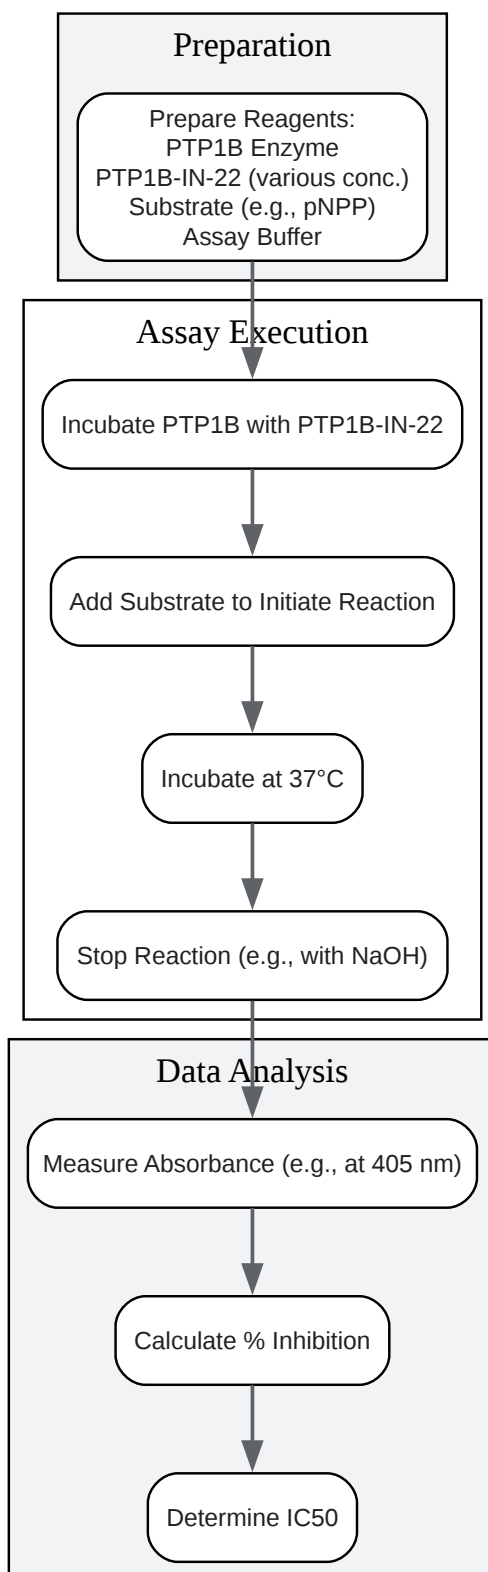 Preparation
Prepare Reagents:
PTP1B Enzyme
PTP1B-IN-22 (various conc.)
Substrate (e.g., pNPP)
Assay Buffer
Assay Execution
Incubate PTP1B with PTP1B-IN-22
Add Substrate to Initiate Reaction
Incubate at 37°C
Stop Reaction (e.g., with NaOH)
Data Analysis
Measure Absorbance (e.g., at 405 nm)
Calculate % Inhibition
Determine IC50